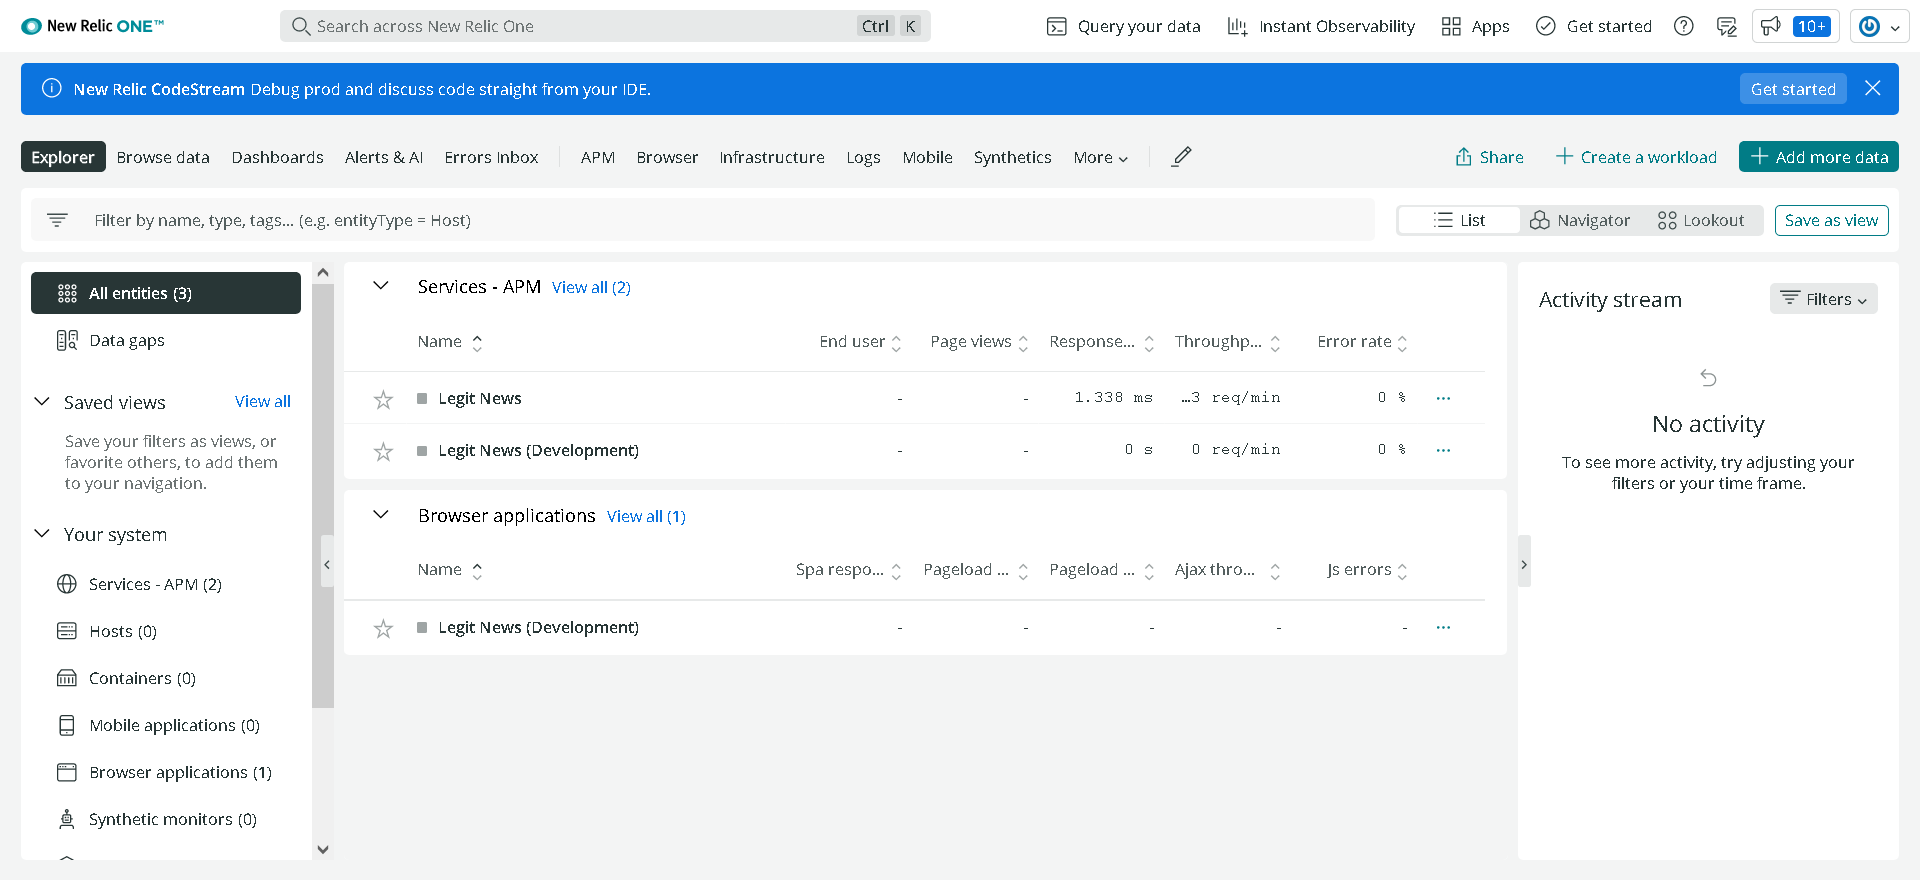 New Relic ONE™
Search across New Relic One
Ctrl K
Query your data
Instant Observability
Apps
Get started
10+
New Relic CodeStream Debug prod and discuss code straight from your IDE.
Get started
Explorer Browse data Dashboards Alerts & AI Errors Inbox APM Browser Infrastructure Logs Mobile Synthetics More
Share
Create a workload
Add more data
Filter by name, type, tags... (e.g. entityType = Host)
List Navigator Lookout
Save as view
All entities (3)
Data gaps
Saved views View all
Save your filters as views, or
favorite others, to add them
to your navigation.
Your system
Services - APM (2)
Hosts (0)
Containers (0)
Mobile applications (0)
Browser applications (1)
Synthetic monitors (0)
Services - APM View all (2)
Name End user Page views Response... Throughp... Error rate
Legit News - - 1.338 ms …3 req/min 0 % ...
Legit News (Development) - - 0 s 0 req/min 0 % ...
Browser applications View all (1)
Name Spa respo... Pageload ... Pageload ... Ajax thro... Js errors
Legit News (Development) - - - - - ...
Activity stream
Filters
No activity
To see more activity, try adjusting your
filters or your time frame.